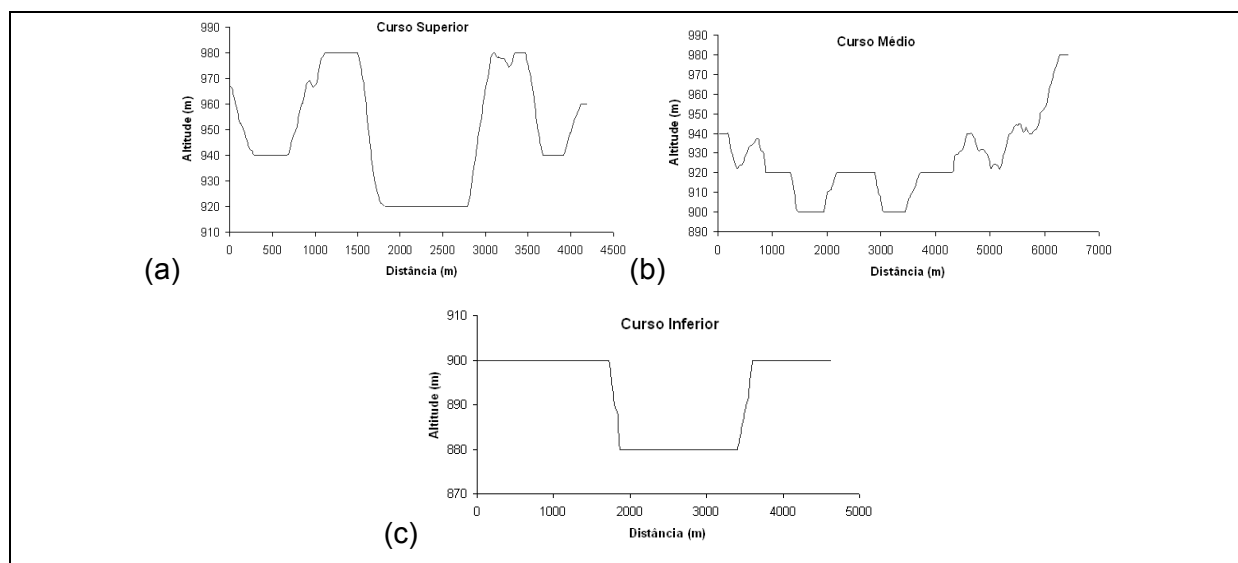 Curso Superior
Altitude (m)
990
980
970
960
950
940
930
920
910
0 500 1000 1500 2000 2500 3000 3500 4000 4500
Distância (m)
(a)
Curso Médio
Altitude (m)
990
980
970
960
950
940
930
920
910
900
890
0 1000 2000 3000 4000 5000 6000 7000
Distância (m)
(b)
Curso Inferior
Altitude (m)
910
900
890
880
870
0 1000 2000 3000 4000 5000
Distância (m)
(c)